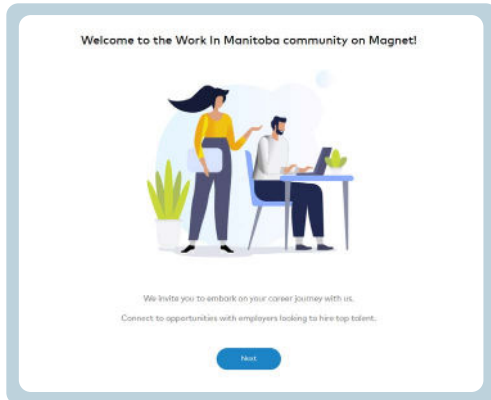 Welcome to the Work In Manitoba community on Magnet!
We invite you to embark on your career journey with us.
Connect to opportunities with employers looking to hire top talent.
Next